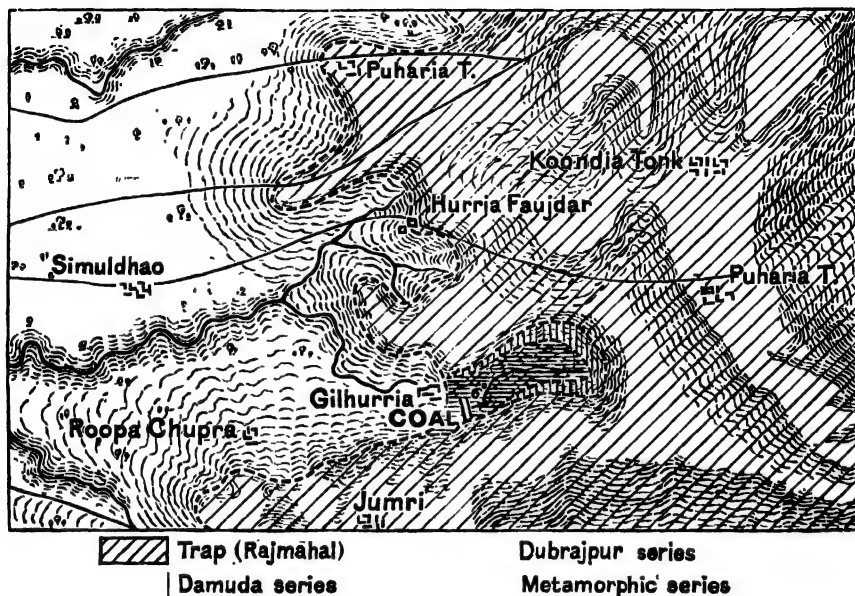 Puharia T.
Koondia Tonk
Hurria Faujdar
Simuldhao
Puharia T.
Gilhurria
COAL
Roopa Chupra
Jumri
Trap (Rajmāhal) Dubrajpur series
Damuda series Metamorphic series